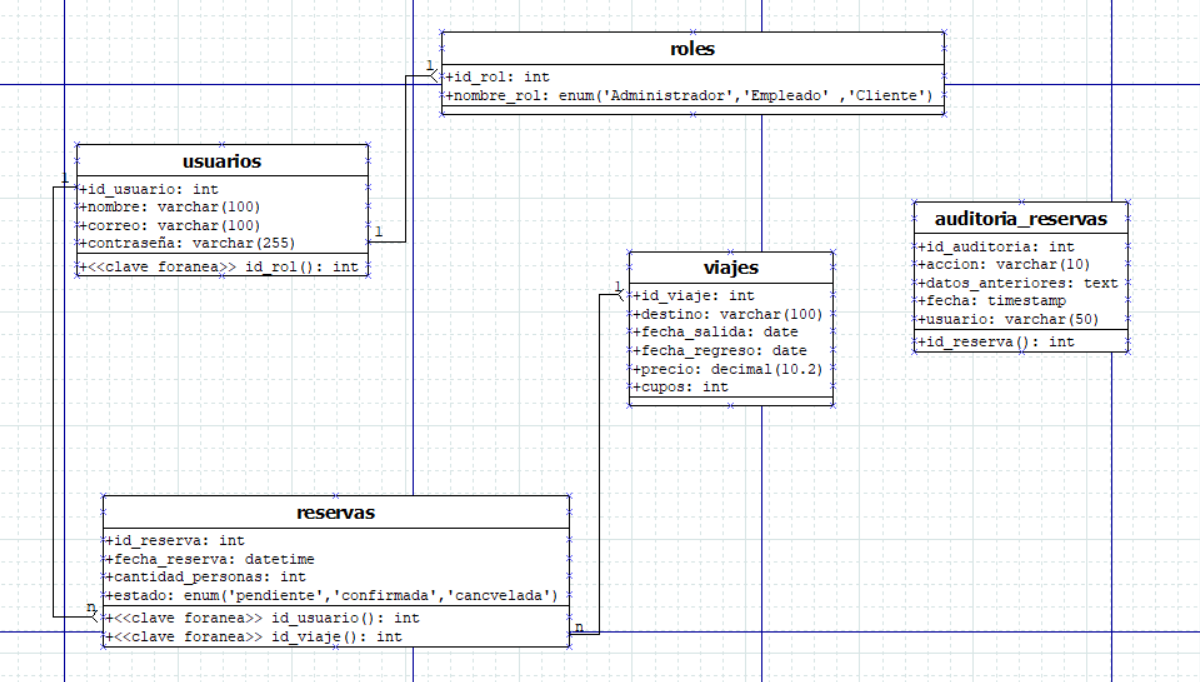 roles
1
+id_rol: int
+nombre_rol: enum('Administrador','Empleado' ,'Cliente')
usuarios
1
+id_usuario: int
+nombre: varchar(100)
+correo: varchar(100)
+contraseña: varchar(255)
1
+<<clave foranea>> id_rol(): int
auditoria_reservas
+id_auditoria: int
+accion: varchar(10)
+datos_anteriores: text
+fecha: timestamp
+usuario: varchar(50)
+id_reserva(): int
viajes
1
+id_viaje: int
+destino: varchar(100)
+fecha_salida: date
+fecha_regreso: date
+precio: decimal(10.2)
+cupos: int
reservas
+id_reserva: int
+fecha_reserva: datetime
+cantidad_personas: int
+estado: enum('pendiente','confirmada','cancvelada')
n
+<<clave foranea>> id_usuario(): int
+<<clave foranea>> id_viaje(): int
n